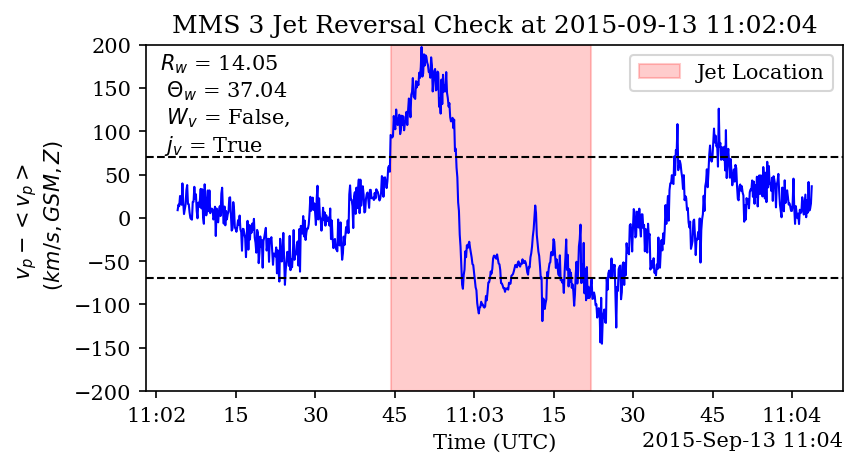 MMS 3 Jet Reversal Check at 2015-09-13 11:02:04
R_w = 14.05
Θ_w = 37.04
W_v = False,
j_v = True
Jet Location
v_p − <v_p>
(km/s, GSM, Z)
200
150
100
50
0
−50
−100
−150
−200
11:02 15 30 45 11:03 15 30 45 11:04
Time (UTC)
2015-Sep-13 11:04